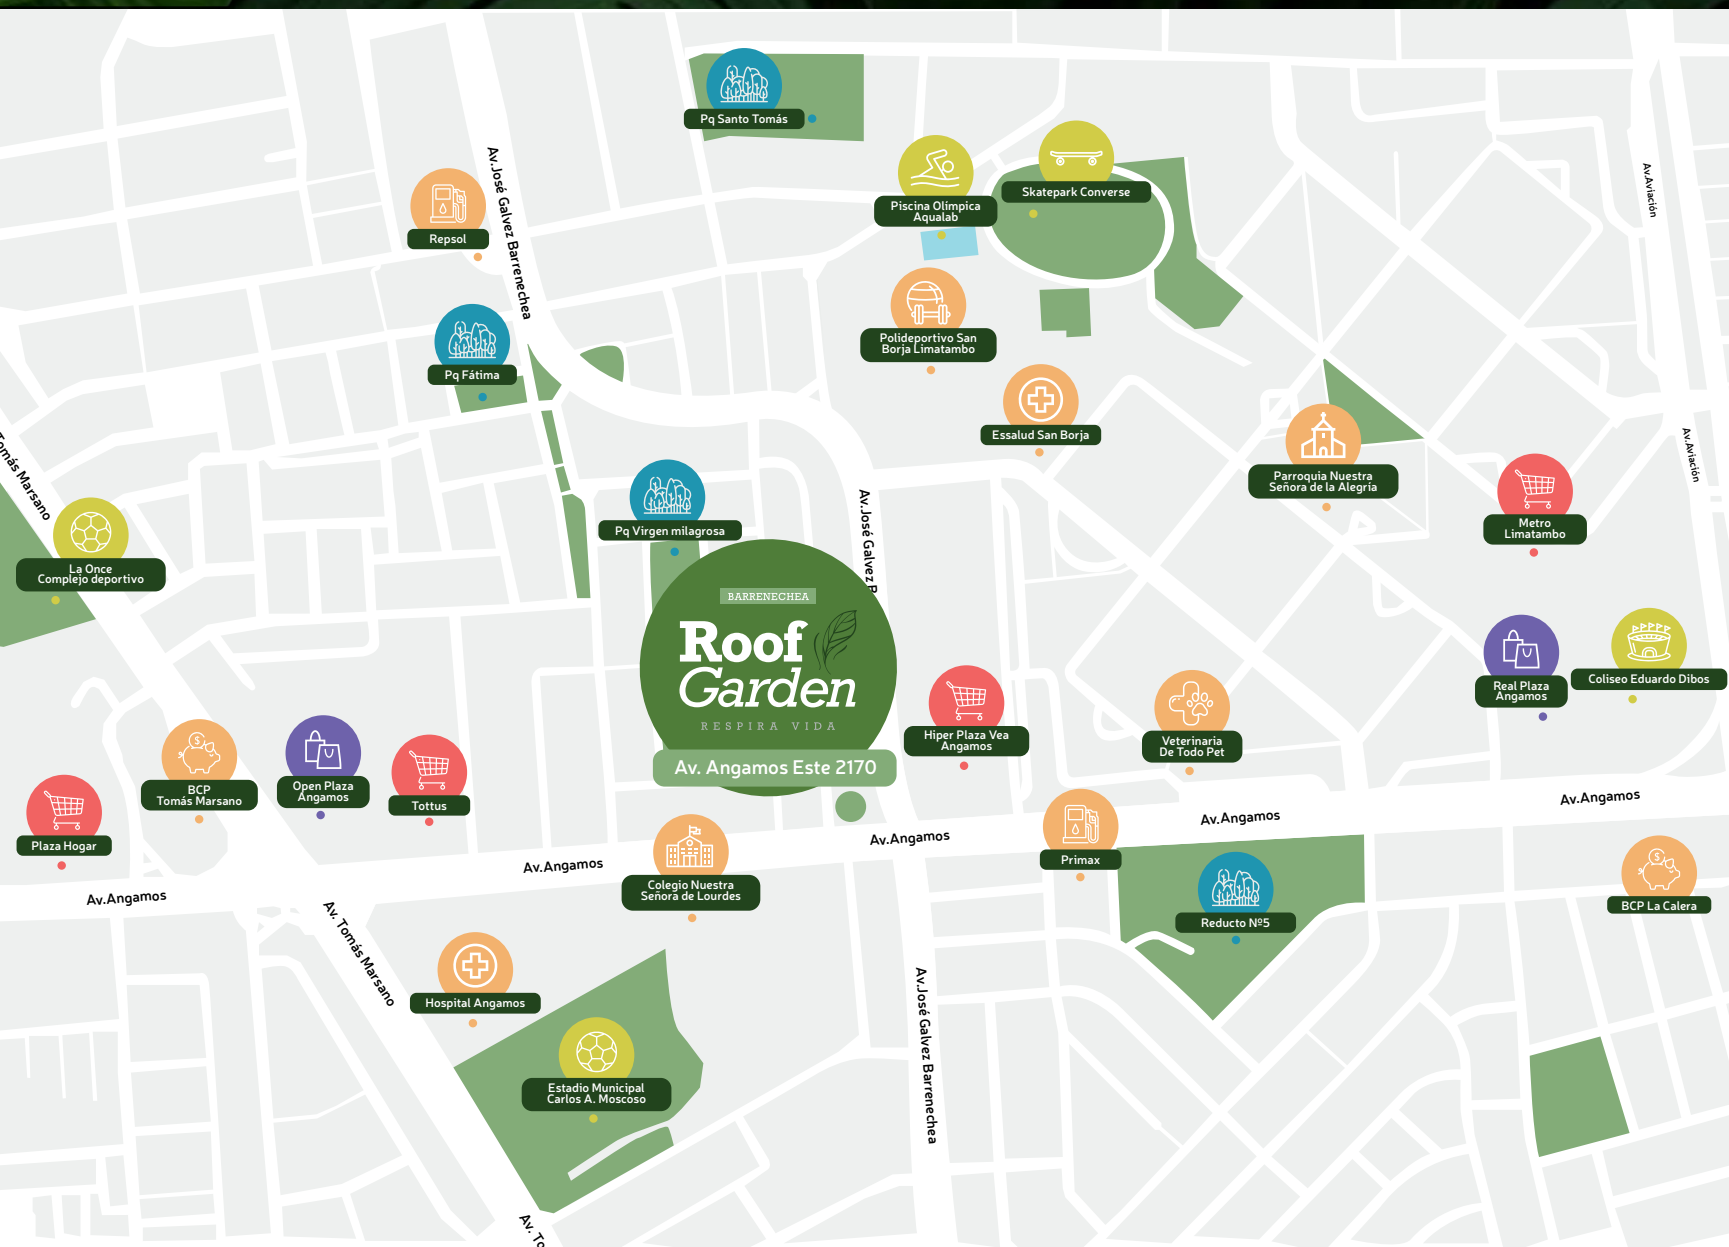 Pq Santo Tomás
Av.José Galvez Barrenechea
Skatepark Converse
Piscina Olímpica
Aqualab
Av.Aviación
Repsol
Polideportivo San
Borja Limatambo
Pq Fátima
Essalud San Borja
Tomás Marsano
Parroquia Nuestra
Señora de la Alegría
Av.Aviación
Metro
Limatambo
Pq Virgen milagrosa
Av.José Galvez B
La Once
Complejo deportivo
BARRENECHEA
Roof
Garden
RESPIRA VIDA
Av. Angamos Este 2170
Hiper Plaza Vea
Angamos
Veterinaria
De Todo Pet
Real Plaza
Angamos
Coliseo Eduardo Dibos
BCP
Tomás Marsano
Open Plaza
Angamos
Tottus
Plaza Hogar
Av.Angamos
Av.Angamos
Av.Angamos
Av.Angamos
Av.Angamos
Primax
Colegio Nuestra
Señora de Lourdes
Reducto Nº5
BCP La Calera
Av. Tomás Marsano
Hospital Angamos
Av.José Galvez Barrenechea
Estadio Municipal
Carlos A. Moscoso
Av. To